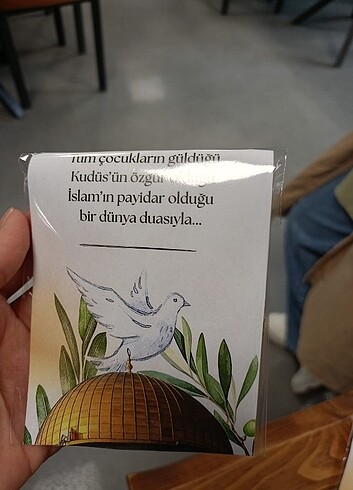 Tüm çocukların güldüğü
Kudüs'ün özgür
İslam'ın payidar olduğu
bir dünya duasıyla...